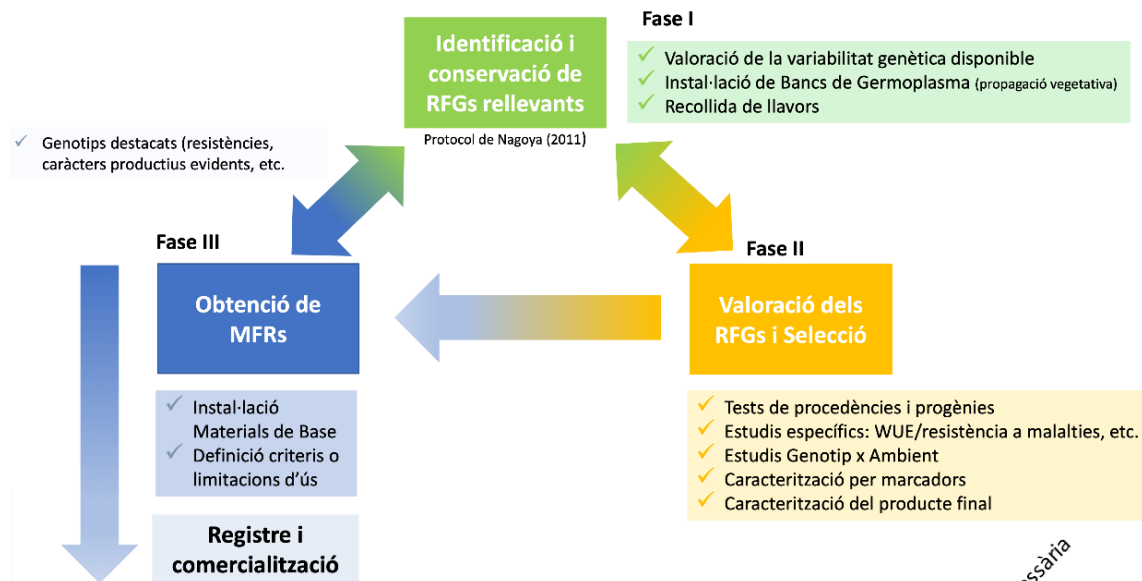 Fase I
Identificació i
conservació de
RFGs rellevants
Protocol de Nagoya (2011)
Valoració de la variabilitat genètica disponible
Instal·lació de Bancs de Germoplasma (propagació vegetativa)
Recollida de llavors
Genotips destacats (resistències,
caràcters productius evidents, etc.
Fase III
Obtenció de
MFRs
Instal·lació
Materials de Base
Definició criteris o
limitacions d'ús
Registre i
comercialització
Fase II
Valoració dels
RFGs i Selecció
Tests de procedències i progènies
Estudis específics: WUE/resistència a malalties, etc.
Estudis Genotip x Ambient
Caracterització per marcadors
Caracterització del producte final